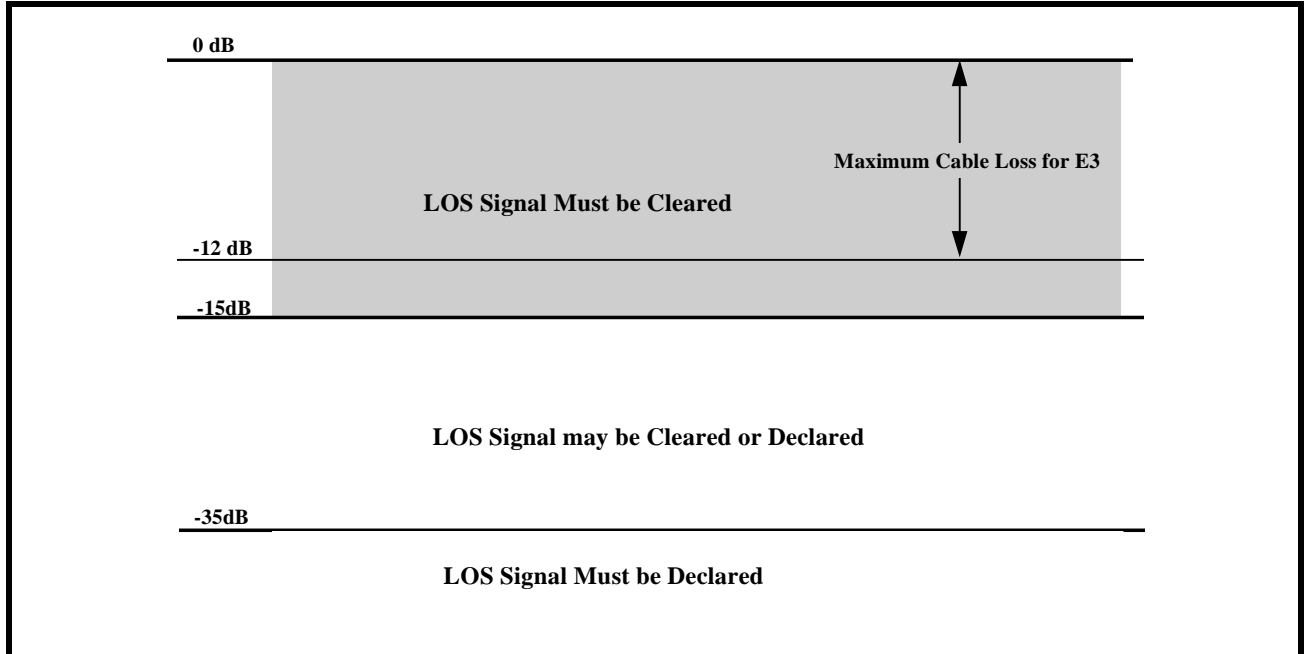 0 dB
Maximum Cable Loss for E3
LOS Signal Must be Cleared
-12 dB
-15dB
LOS Signal may be Cleared or Declared
-35dB
LOS Signal Must be Declared